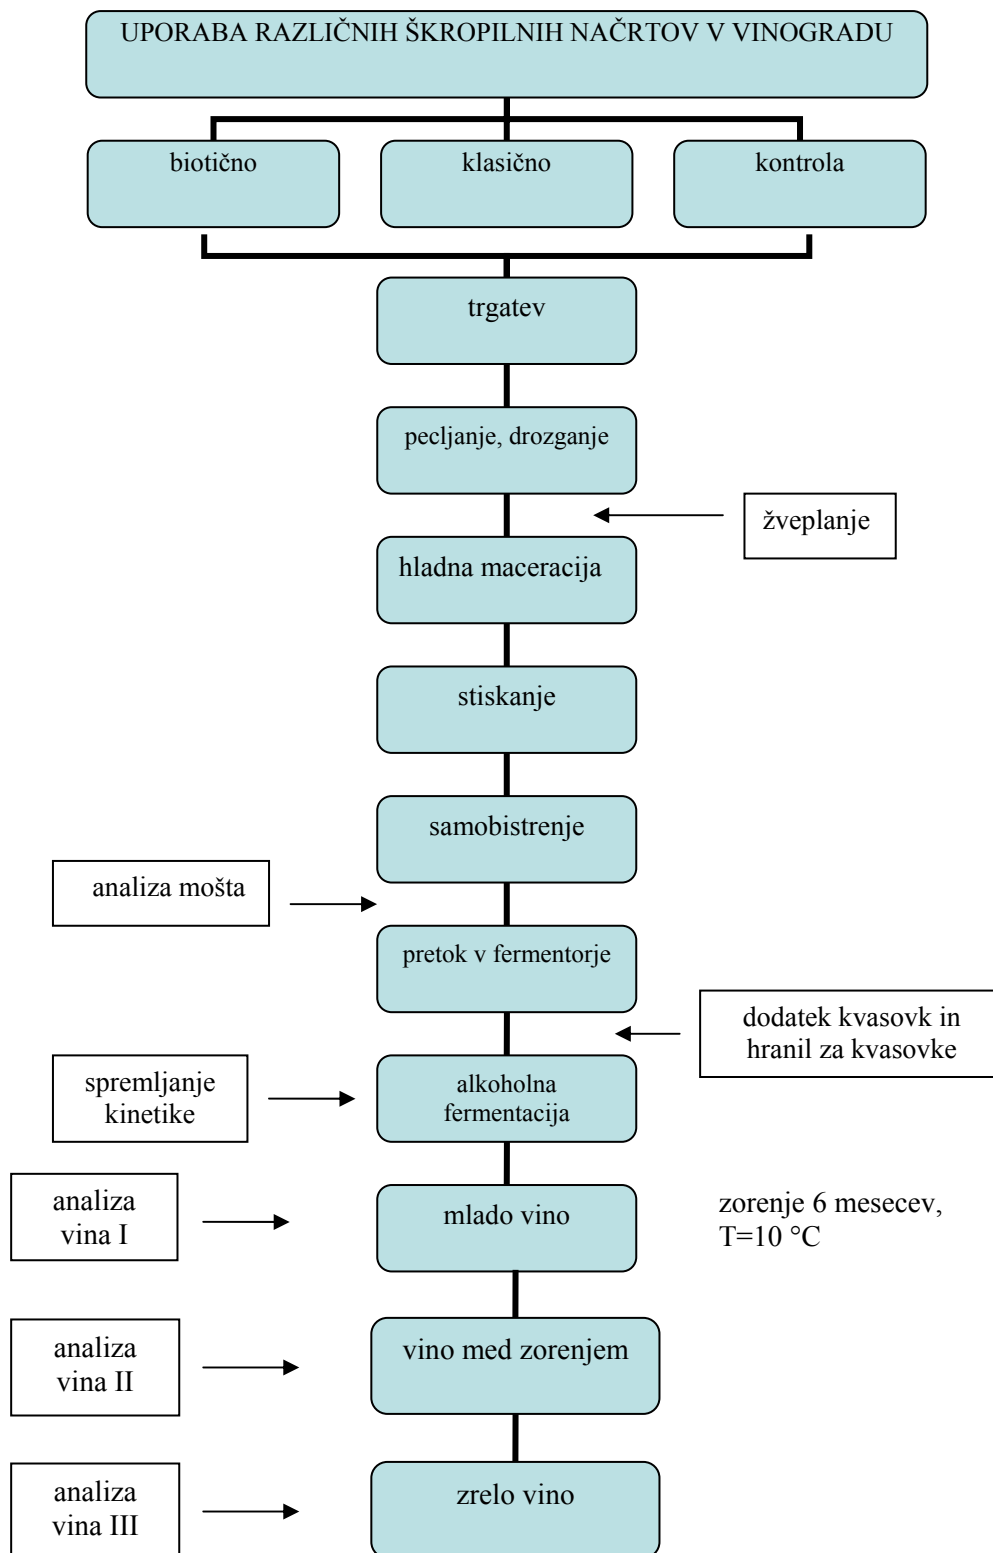 UPORABA RAZLIČNIH ŠKROPILNIH NAČRTOV V VINOGRADU
biotično
klasično
kontrola
trgatev
pecljanje, drozganje
žveplanje
hladna maceracija
stiskanje
samobistrenje
analiza mošta
pretok v fermentorje
dodatek kvasovk in
hranil za kvasovke
spremljanje
kinetike
alkoholna
fermentacija
analiza
vina I
mlado vino
zorenje 6 mesecev,
T=10 °C
analiza
vina II
vino med zorenjem
analiza
vina III
zrelo vino